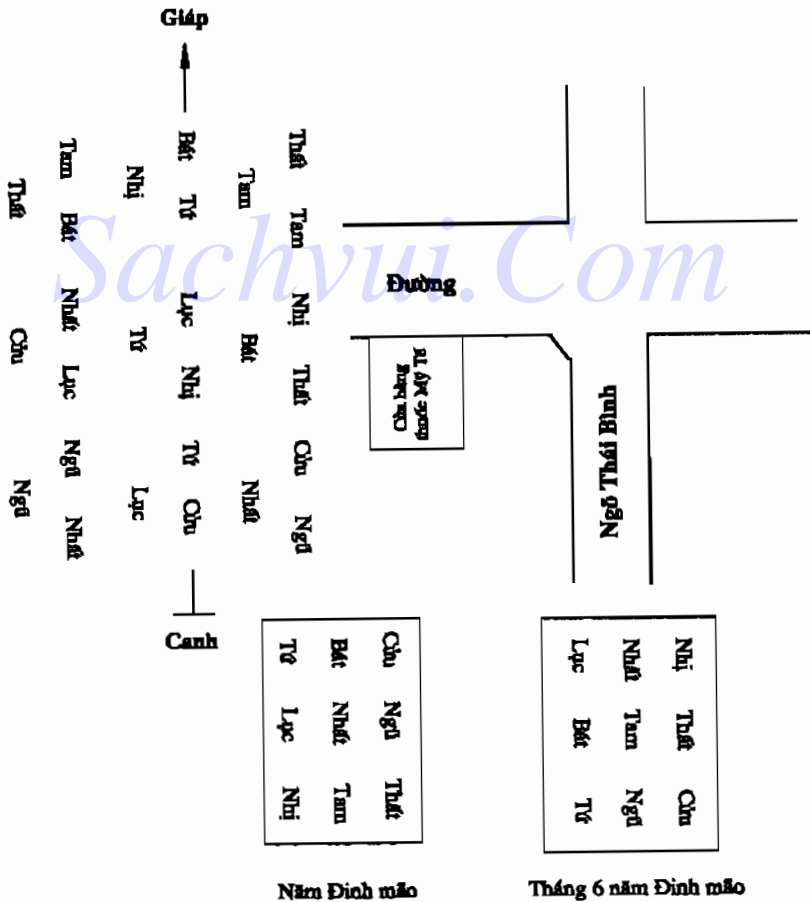 Giáp
Thất Tam Nhị Thất Cửu Ngũ
Tam Bát Nhất
Bát Tứ Lục Nhị Tứ Cửu
Nhị Tứ Lục
Tam Bát Nhất Lục Ngũ Nhất
Thất Cửu Ngũ
Canh
Sachvui.Com
Đường
Cửa hàng
thuốc Mỹ
Ngõ Thái Bình
Cửu Ngũ Thất
Bát Nhất Tam
Tứ Lục Nhị
Năm Đinh mão
Nhị Thất Cửu
Nhất Tam Ngũ
Lục Bát Tứ
Tháng 6 năm Đinh mão